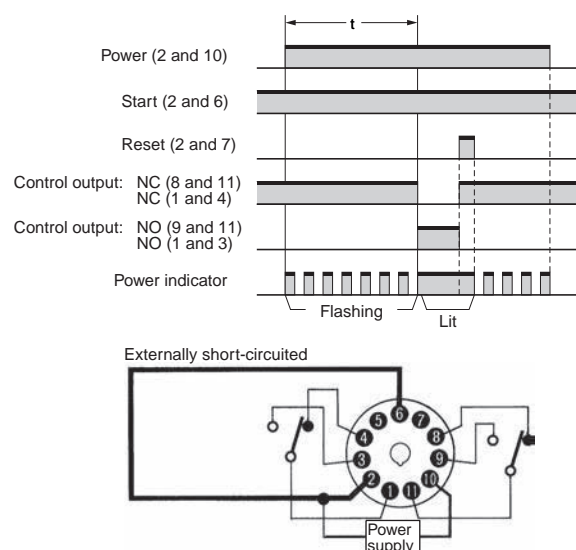 t
Power (2 and 10)
Start (2 and 6)
Reset (2 and 7)
Control output: NC (8 and 11)
NC (1 and 4)
Control output: NO (9 and 11)
NO (1 and 3)
Power indicator
Flashing
Lit
Externally short-circuited
6
5 7
4 8
3 9
2 10
1 11
Power
supply